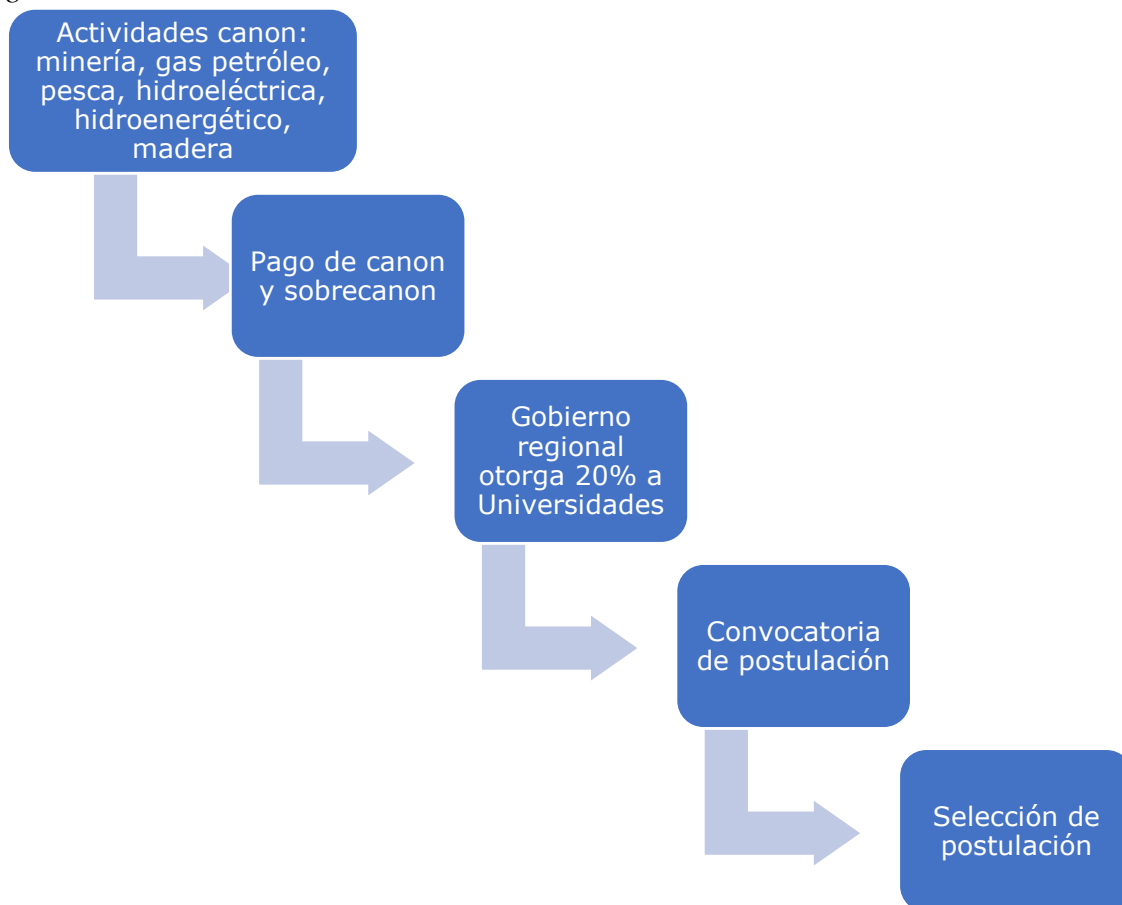 Actividades canon:
minería, gas petróleo,
pesca, hidroeléctrica,
hidroenergético,
madera
Pago de canon
y sobrecanon
Gobierno
regional
otorga 20% a
Universidades
Convocatoria
de postulación
Selección de
postulación